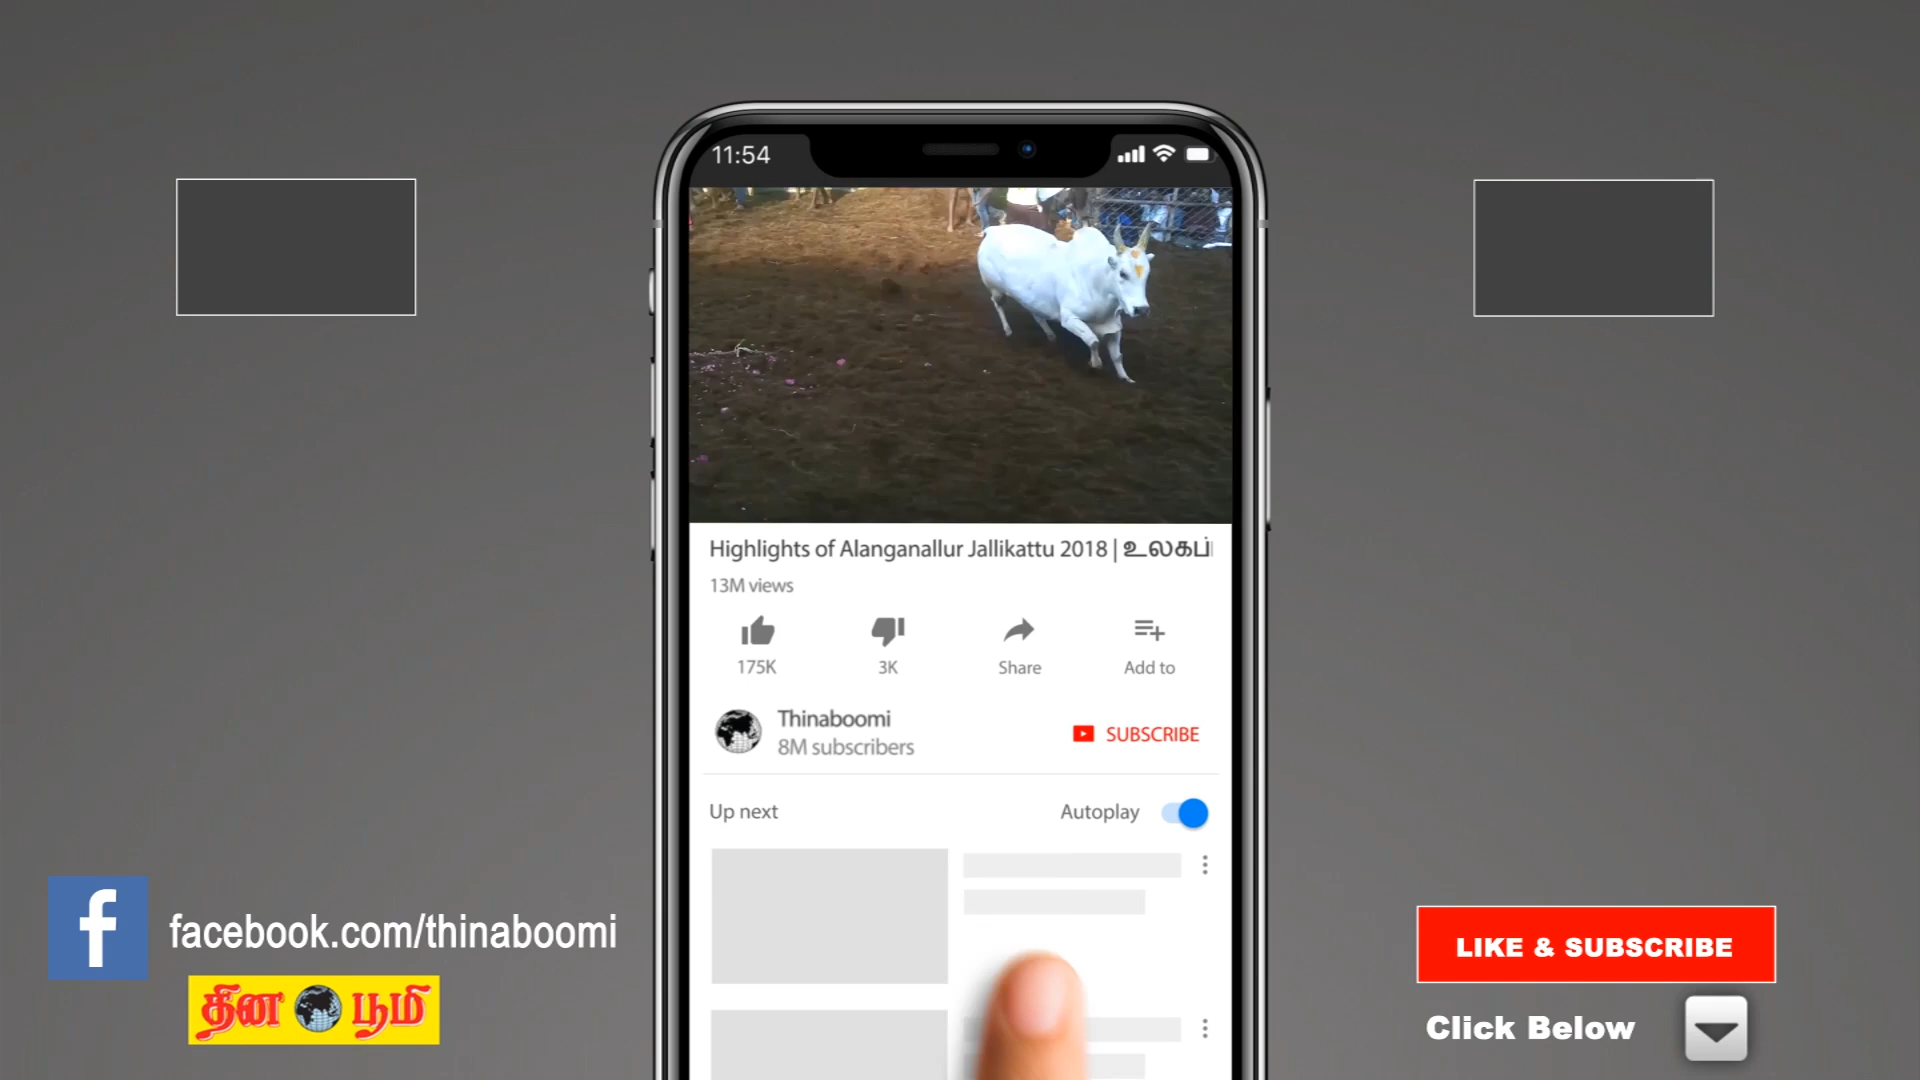 11:54
Highlights of Alanganallur Jallikattu 2018 | உலகப்
13M views
175K
3K
Share
Add to
Thinaboomi
8M subscribers
SUBSCRIBE
Up next
Autoplay
facebook.com/thinaboomi
தின பூமி
LIKE & SUBSCRIBE
Click Below